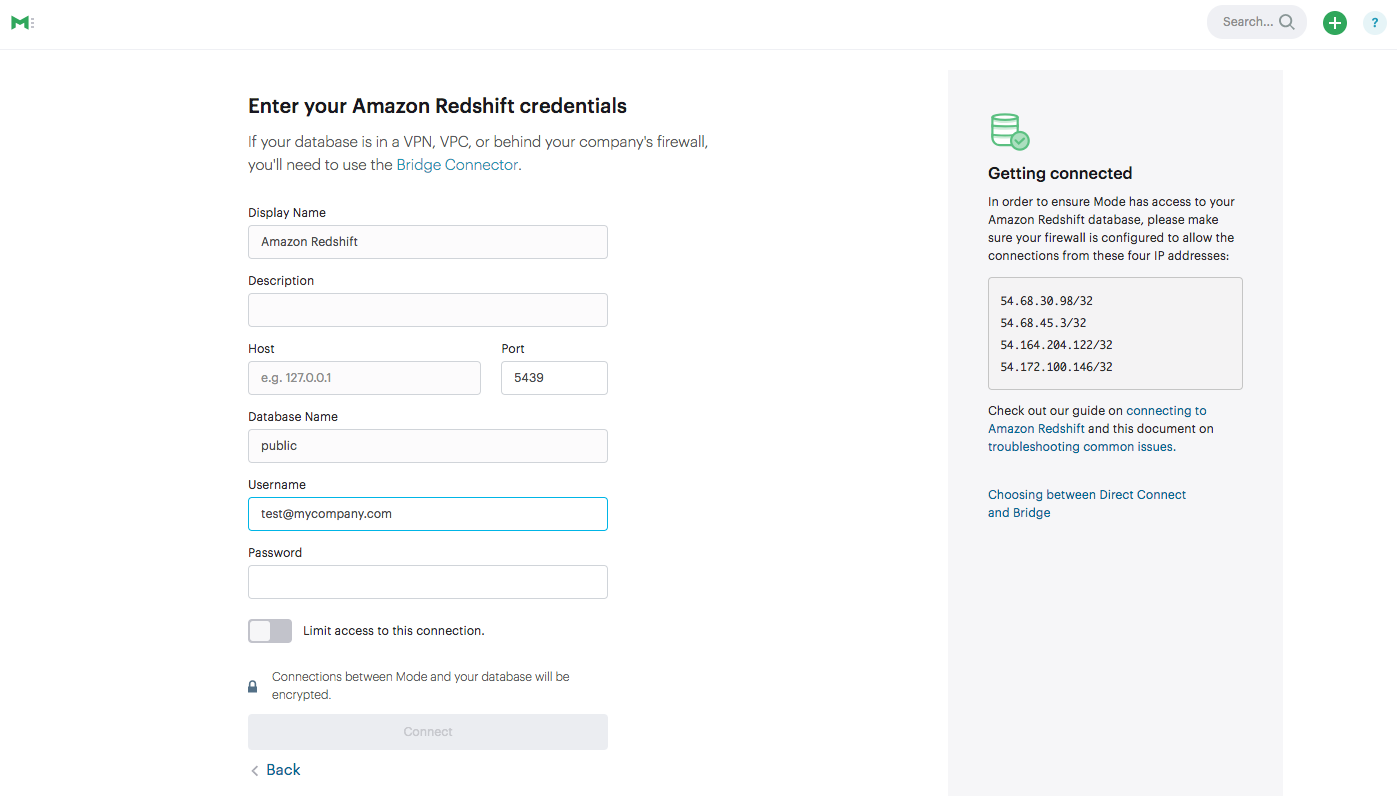 Search...
?
Enter your Amazon Redshift credentials
If your database is in a VPN, VPC, or behind your company's firewall,
you'll need to use the Bridge Connector.
Display Name
Amazon Redshift
Description
Host
Port
e.g. 127.0.0.1
5439
Database Name
public
Username
test@mycompany.com
Password
Limit access to this connection.
Connections between Mode and your database will be
encrypted.
Connect
Back
Getting connected
In order to ensure Mode has access to your
Amazon Redshift database, please make
sure your firewall is configured to allow the
connections from these four IP addresses:
54.68.30.98/32
54.68.45.3/32
54.164.204.122/32
54.172.100.146/32
Check out our guide on connecting to
Amazon Redshift and this document on
troubleshooting common issues.
Choosing between Direct Connect
and Bridge